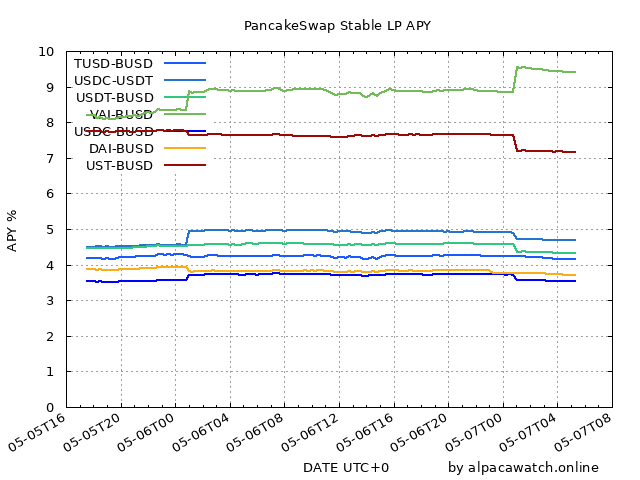 PancakeSwap Stable LP APY
APY %
10
9
8
7
6
5
4
3
2
1
0
TUSD-BUSD
USDC-USDT
USDT-BUSD
VAI-BUSD
USDC-BUSD
DAI-BUSD
UST-BUSD
05-05T16
05-05T20
05-06T00
05-06T04
05-06T08
05-06T12
05-06T16
05-06T20
05-07T00
05-07T04
05-07T08
DATE UTC+0
by alpacawatch.online